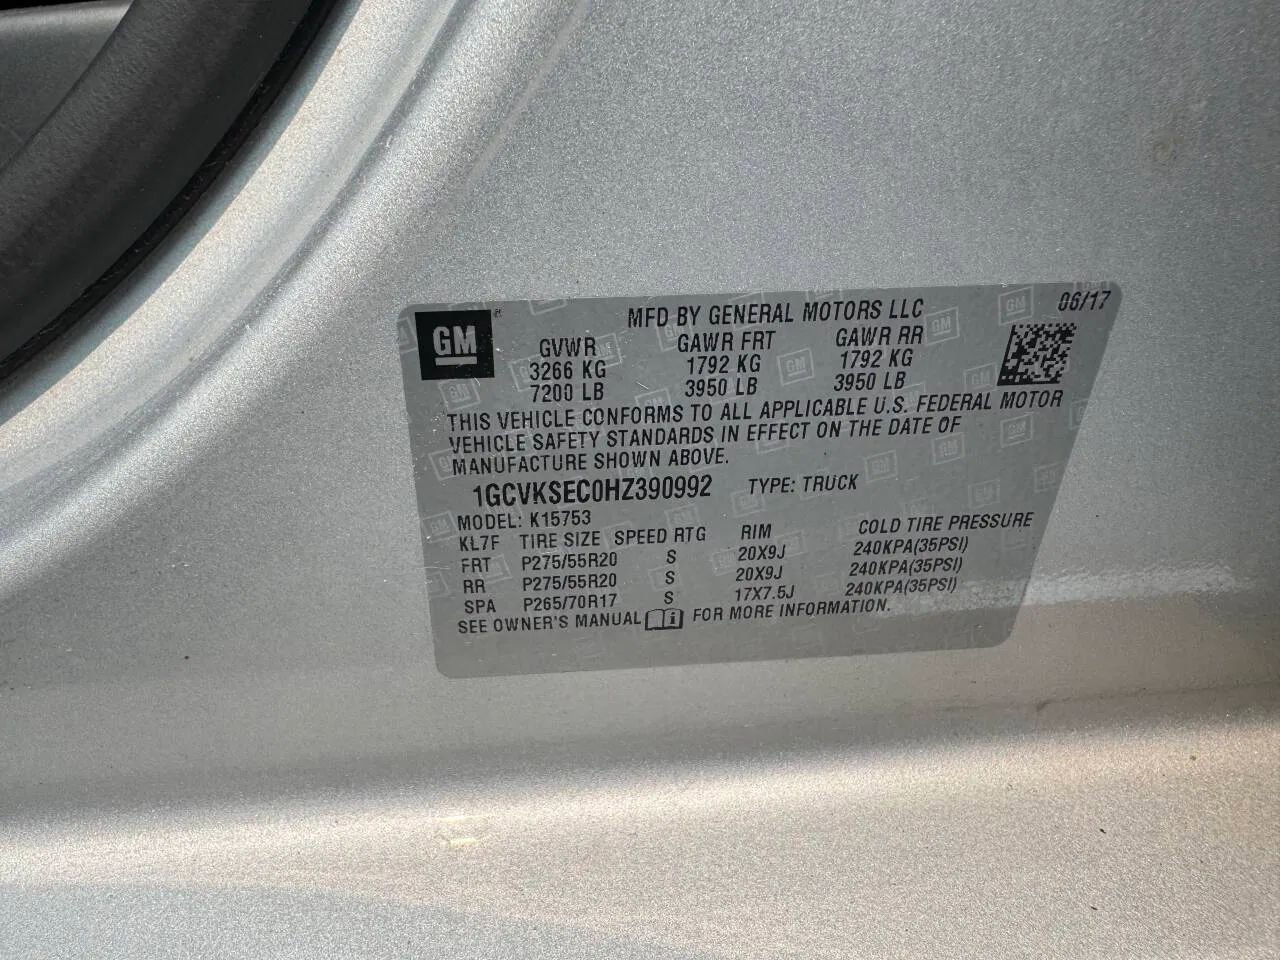 GM
MFD BY GENERAL MOTORS LLC 06/17
GVWR GAWR FRT GAWR RR
3266 KG 1792 KG 1792 KG
7200 LB 3950 LB 3950 LB
THIS VEHICLE CONFORMS TO ALL APPLICABLE U.S. FEDERAL MOTOR
VEHICLE SAFETY STANDARDS IN EFFECT ON THE DATE OF
MANUFACTURE SHOWN ABOVE.
1GCVKSEC0HZ390992 TYPE: TRUCK
MODEL: K15753
KL7F TIRE SIZE SPEED RTG RIM COLD TIRE PRESSURE
FRT P275/55R20 S 20X9J 240KPA(35PSI)
RR P275/55R20 S 20X9J 240KPA(35PSI)
SPA P265/70R17 S 17X7.5J 240KPA(35PSI)
SEE OWNER'S MANUAL i FOR MORE INFORMATION.